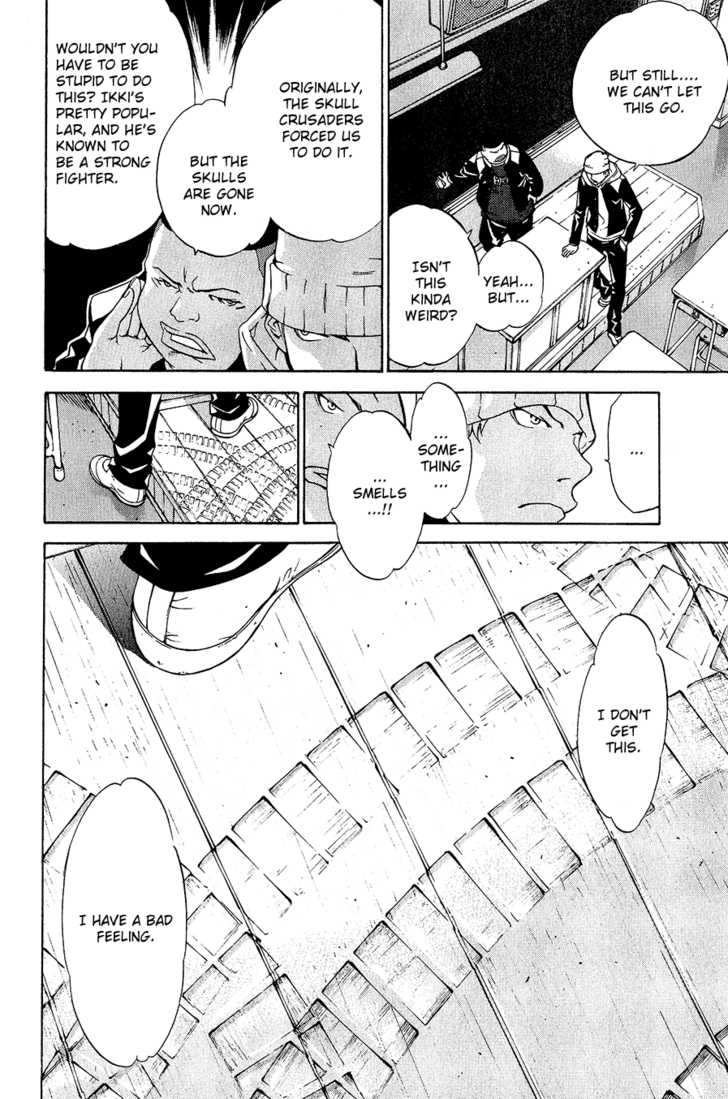 BUT STILL....
WE CAN'T LET
THIS GO.
ISN'T
THIS
KINDA
WEIRD?
YEAH...
BUT...
ORIGINALLY,
THE SKULL
CRUSADERS
FORCED US
TO DO IT.
BUT THE
SKULLS
ARE GONE
NOW.
WOULDN'T YOU
HAVE TO BE
STUPID TO DO
THIS? IKKI'S
PRETTY POPU-
LAR, AND HE'S
KNOWN TO
BE A STRONG
FIGHTER.
...
...
SOME-
THING
...
...
SMELLS
...!!
I DON'T
GET
THIS.
I HAVE A BAD
FEELING.